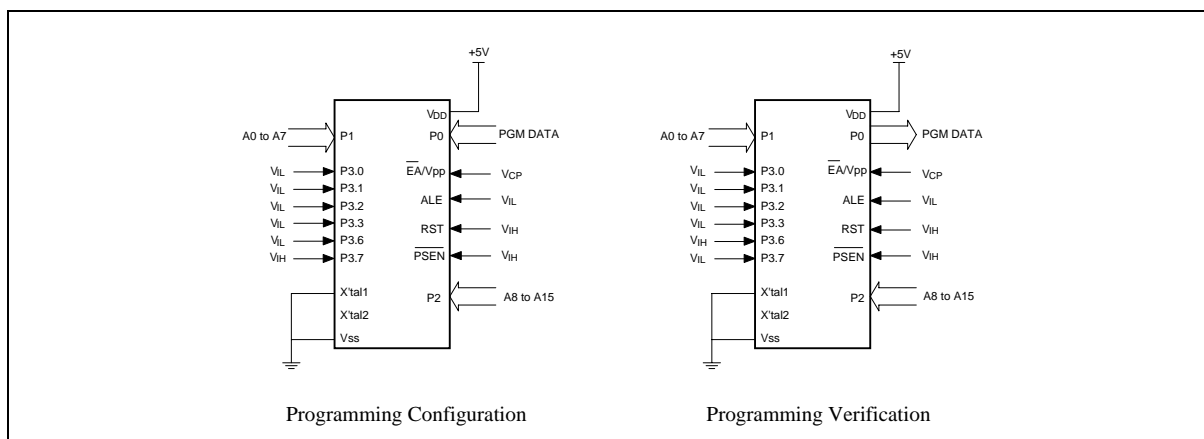 +5V
VDD
A0 to A7
P1
P0
PGM DATA
VIL
P3.0
EA/Vpp
VCP
VIL
P3.1
VIL
P3.2
ALE
VIL
VIL
P3.3
RST
VIH
VIL
P3.6
VIH
P3.7
PSEN
VIH
X'tal1
P2
A8 to A15
X'tal2
Vss
Programming Configuration
+5V
VDD
A0 to A7
P1
P0
PGM DATA
VIL
P3.0
EA/Vpp
VCP
VIL
P3.1
VIL
P3.2
ALE
VIL
VIL
P3.3
RST
VIH
VIH
P3.6
VIL
P3.7
PSEN
VIH
X'tal1
P2
A8 to A15
X'tal2
Vss
Programming Verification